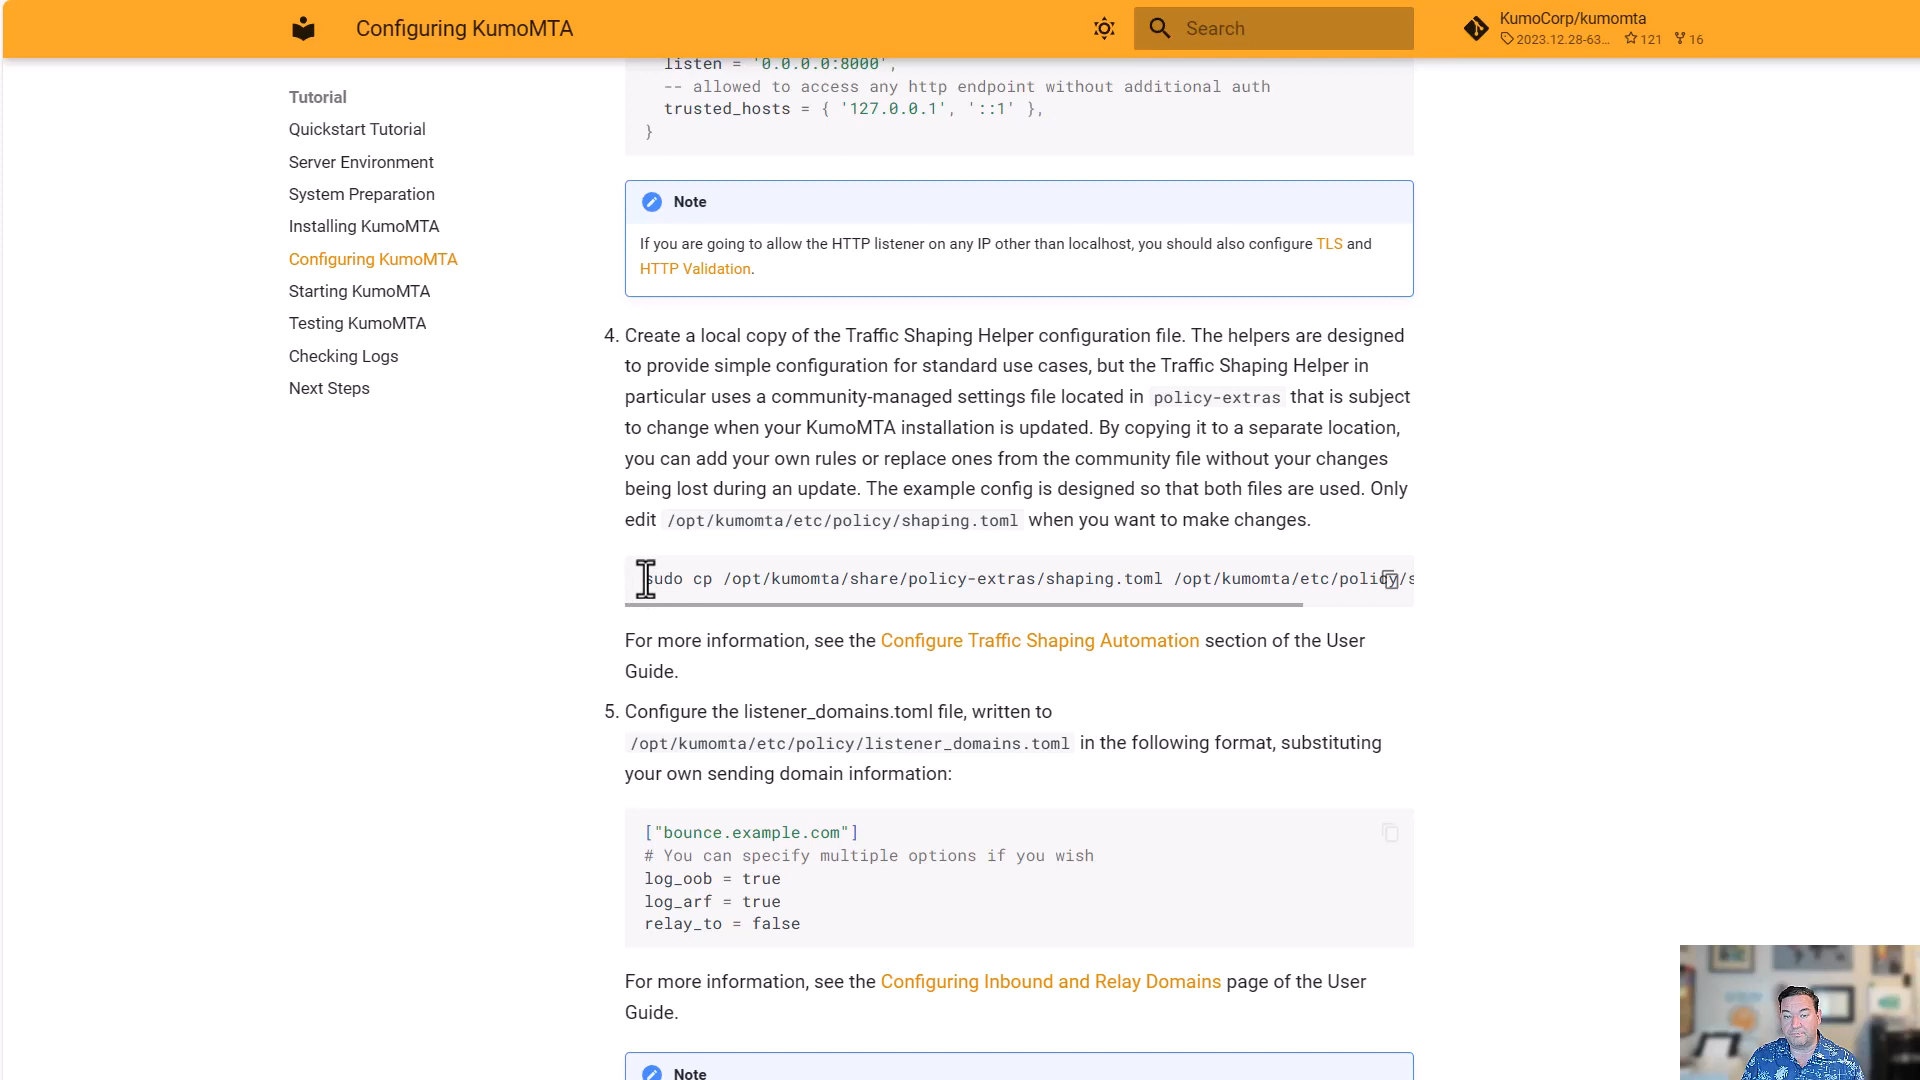 Configuring KumoMTA
Search
KumoCorp/kumomta
2023.12.28-63... 121 16
Tutorial
Quickstart Tutorial
Server Environment
System Preparation
Installing KumoMTA
Configuring KumoMTA
Starting KumoMTA
Testing KumoMTA
Checking Logs
Next Steps
listen = '0.0.0.0:8000',
-- allowed to access any http endpoint without additional auth
trusted_hosts = { '127.0.0.1', '::1' },
}
Note
If you are going to allow the HTTP listener on any IP other than localhost, you should also configure TLS and
HTTP Validation.
4. Create a local copy of the Traffic Shaping Helper configuration file. The helpers are designed
to provide simple configuration for standard use cases, but the Traffic Shaping Helper in
particular uses a community-managed settings file located in policy-extras that is subject
to change when your KumoMTA installation is updated. By copying it to a separate location,
you can add your own rules or replace ones from the community file without your changes
being lost during an update. The example config is designed so that both files are used. Only
edit /opt/kumomta/etc/policy/shaping.toml when you want to make changes.
sudo cp /opt/kumomta/share/policy-extras/shaping.toml /opt/kumomta/etc/policy/s
For more information, see the Configure Traffic Shaping Automation section of the User
Guide.
5. Configure the listener_domains.toml file, written to
/opt/kumomta/etc/policy/listener_domains.toml in the following format, substituting
your own sending domain information:
["bounce.example.com"]
# You can specify multiple options if you wish
log_oob = true
log_arf = true
relay_to = false
For more information, see the Configuring Inbound and Relay Domains page of the User
Guide.
Note